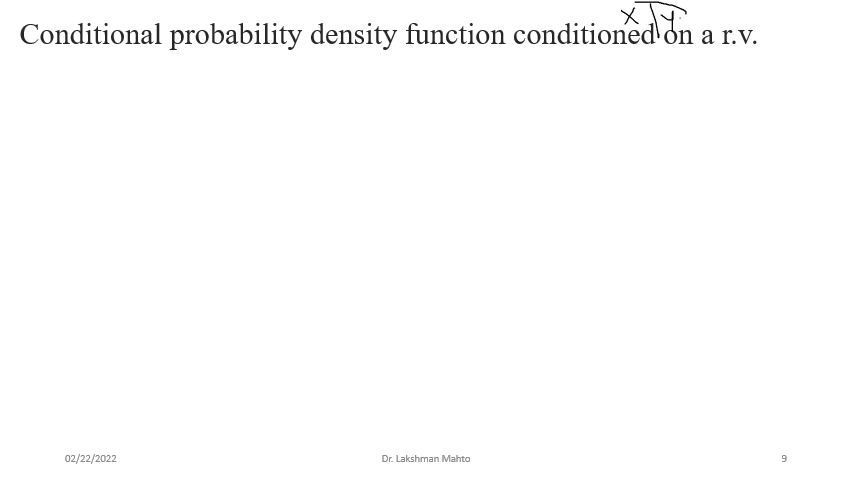 X | Y
Conditional probability density function conditioned on a r.v.
02/22/2022
Dr. Lakshman Mahto
9